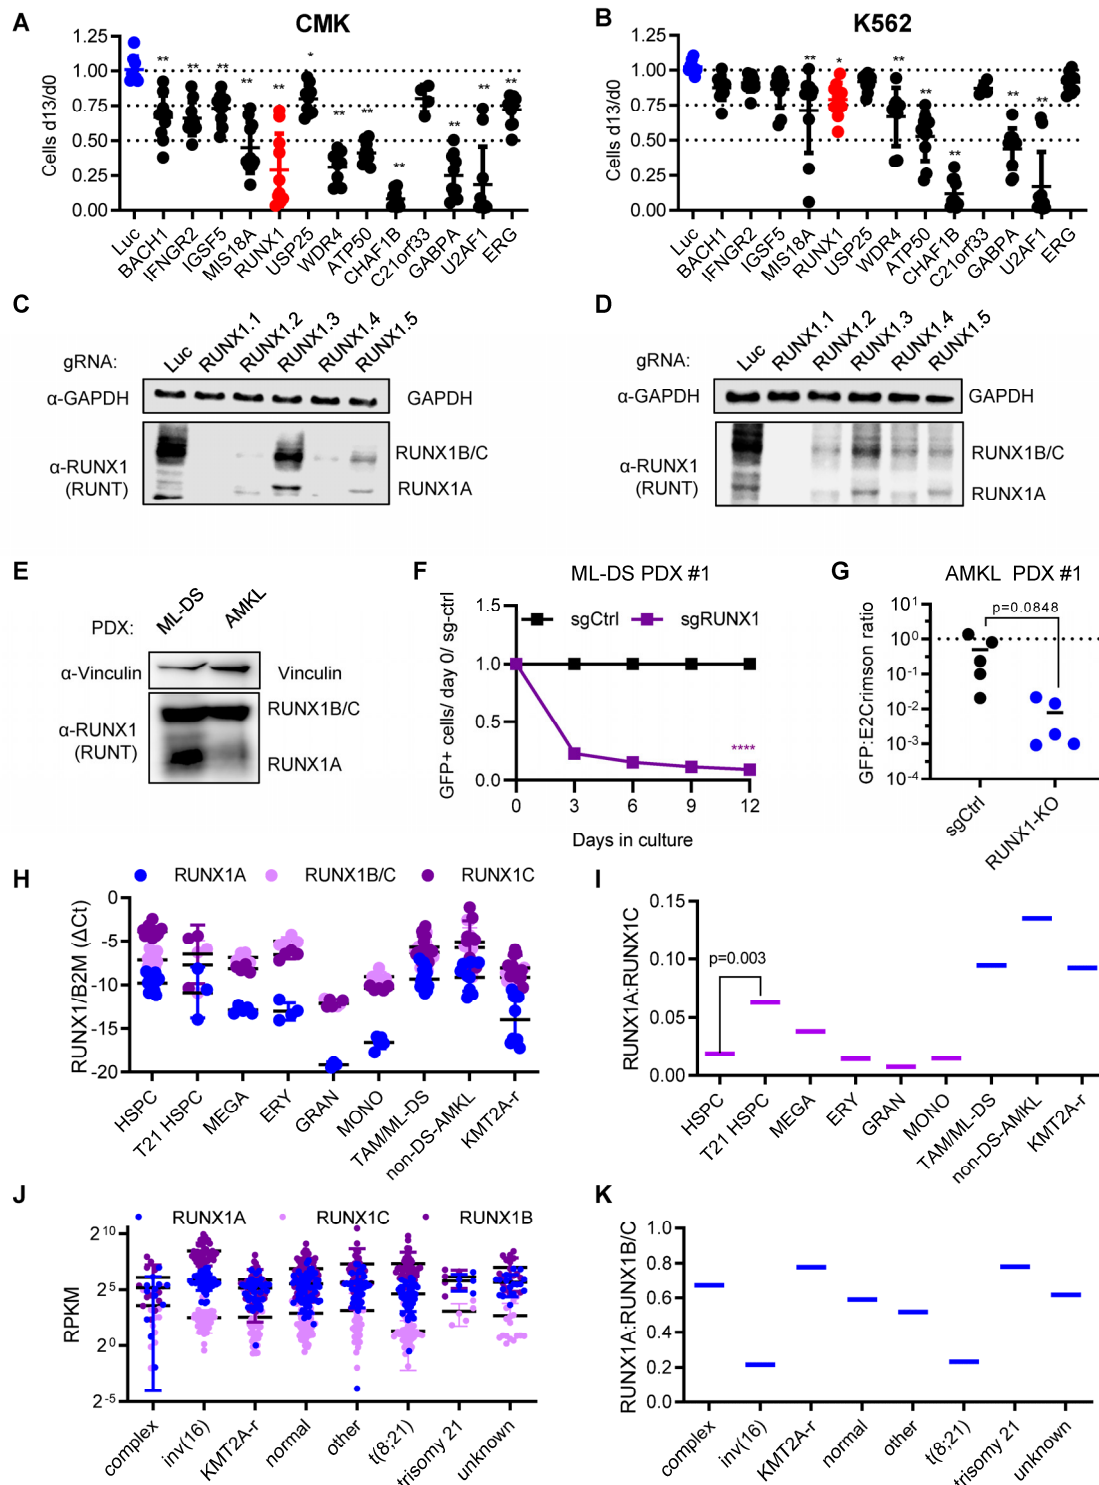 A
CMK
Cells d13/d0
1.25
1.00
0.75
0.50
0.25
0.00
** ** ** ** ** * ** ** ** ** ** **
Luc BACH1 IFNGR2 IGSF5 MIS18A RUNX1 USP25 WDR4 ATP50 CHAF1B C21orf33 GABPA U2AF1 ERG
B
K562
Cells d13/d0
1.25
1.00
0.75
0.50
0.25
0.00
** * ** ** ** ** **
Luc BACH1 IFNGR2 IGSF5 MIS18A RUNX1 USP25 WDR4 ATP50 CHAF1B C21orf33 GABPA U2AF1 ERG
C
gRNA: Luc RUNX1.1 RUNX1.2 RUNX1.3 RUNX1.4 RUNX1.5
α-GAPDH GAPDH
α-RUNX1 RUNX1B/C
(RUNT) RUNX1A
D
gRNA: Luc RUNX1.1 RUNX1.2 RUNX1.3 RUNX1.4 RUNX1.5
α-GAPDH GAPDH
α-RUNX1 RUNX1B/C
(RUNT) RUNX1A
E
PDX: ML-DS AMKL
α-Vinculin Vinculin
RUNX1B/C
α-RUNX1
(RUNT) RUNX1A
F
ML-DS PDX #1
sgCtrl sgRUNX1
GFP+ cells/ day 0/ sg-ctrl
1.5
1.0
0.5
0.0
****
0 3 6 9 12
Days in culture
G
AMKL PDX #1
GFP:E2Crimson ratio
p=0.0848
10¹
10⁰
10⁻¹
10⁻²
10⁻³
10⁻⁴
sgCtrl RUNX1-KO
H
RUNX1A RUNX1B/C RUNX1C
RUNX1/B2M (ΔCt)
0
-5
-10
-15
-20
HSPC T21 HSPC MEGA ERY GRAN MONO TAM/ML-DS non-DS-AMKL KMT2A-r
I
RUNX1A:RUNX1C
0.15
0.10
p=0.003
0.05
0.00
HSPC T21 HSPC MEGA ERY GRAN MONO TAM/ML-DS non-DS-AMKL KMT2A-r
J
RUNX1A RUNX1C RUNX1B
RPKM
2¹⁰
2⁵
2⁰
2⁻⁵
complex inv(16) KMT2A-r normal other t(8;21) trisomy 21 unknown
K
RUNX1A:RUNX1B/C
1.0
0.8
0.6
0.4
0.2
0.0
complex inv(16) KMT2A-r normal other t(8;21) trisomy 21 unknown